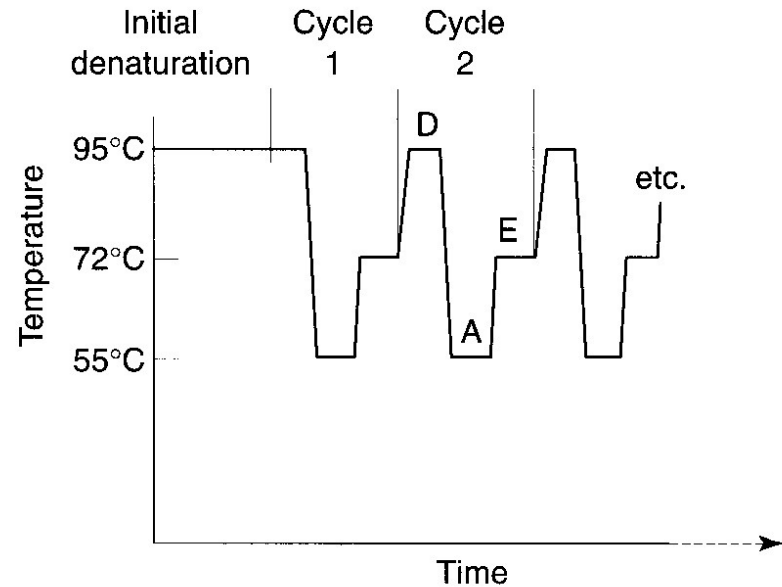 Initial
denaturation
Cycle
1
Cycle
2
D
95°C
etc.
E
72°C
A
55°C
Temperature
Time